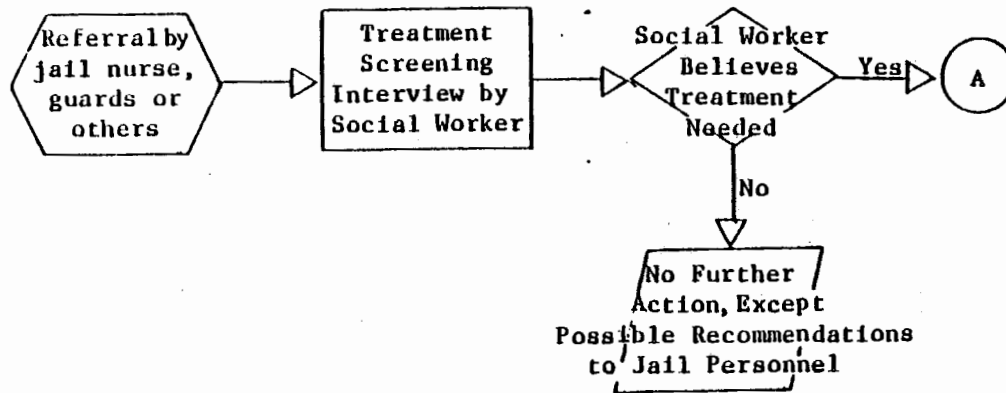 Referral by
jail nurse,
guards or
others
Treatment
Screening
Interview by
Social Worker
Social Worker
Believes
Treatment
Needed
Yes
A
No
No Further
Action, Except
Possible Recommendations
to Jail Personnel